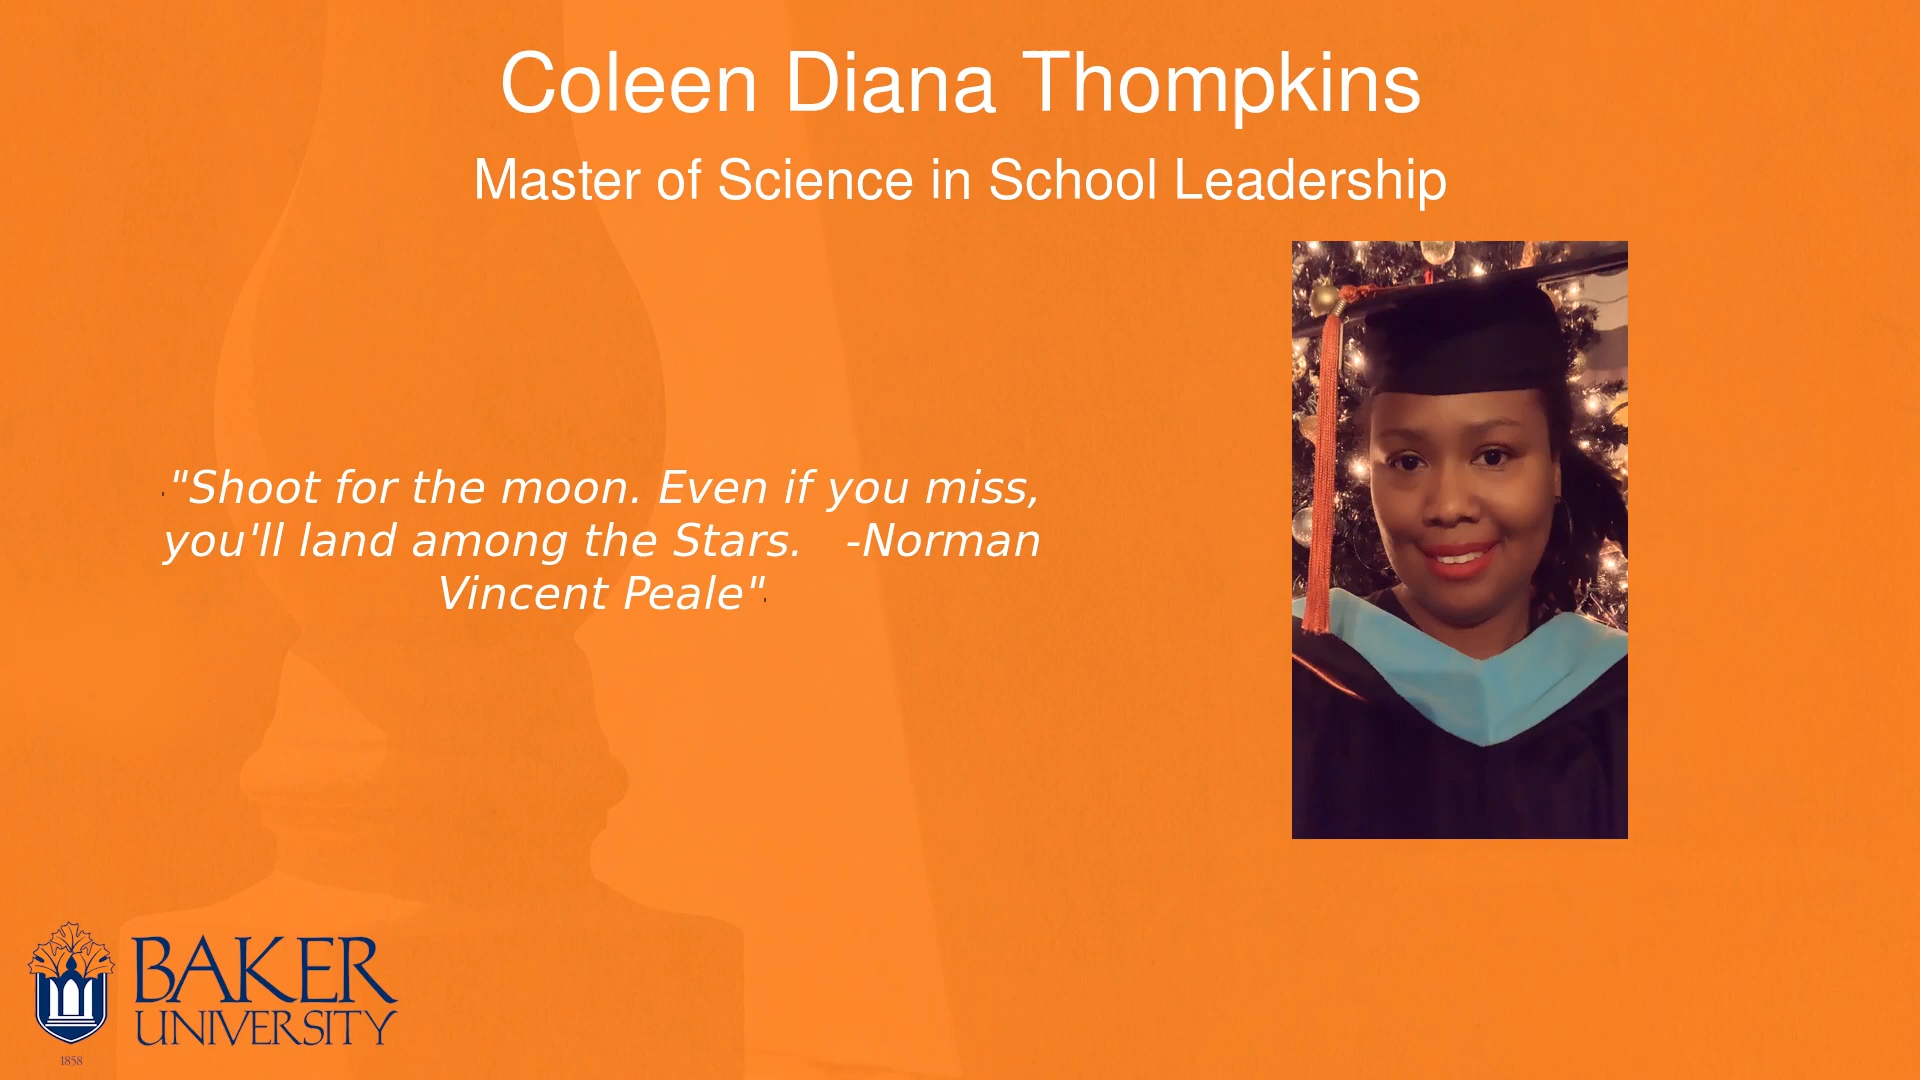 Coleen Diana Thompkins
Master of Science in School Leadership
"Shoot for the moon. Even if you miss,
you'll land among the Stars.   -Norman
Vincent Peale"
BAKER
UNIVERSITY
1858